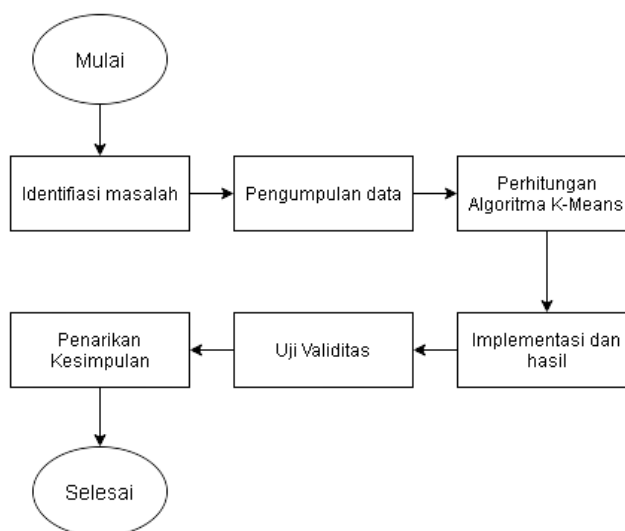 Mulai
Identifiasi masalah
Pengumpulan data
Perhitungan
Algoritma K-Means
Implementasi dan
hasil
Uji Validitas
Penarikan
Kesimpulan
Selesai